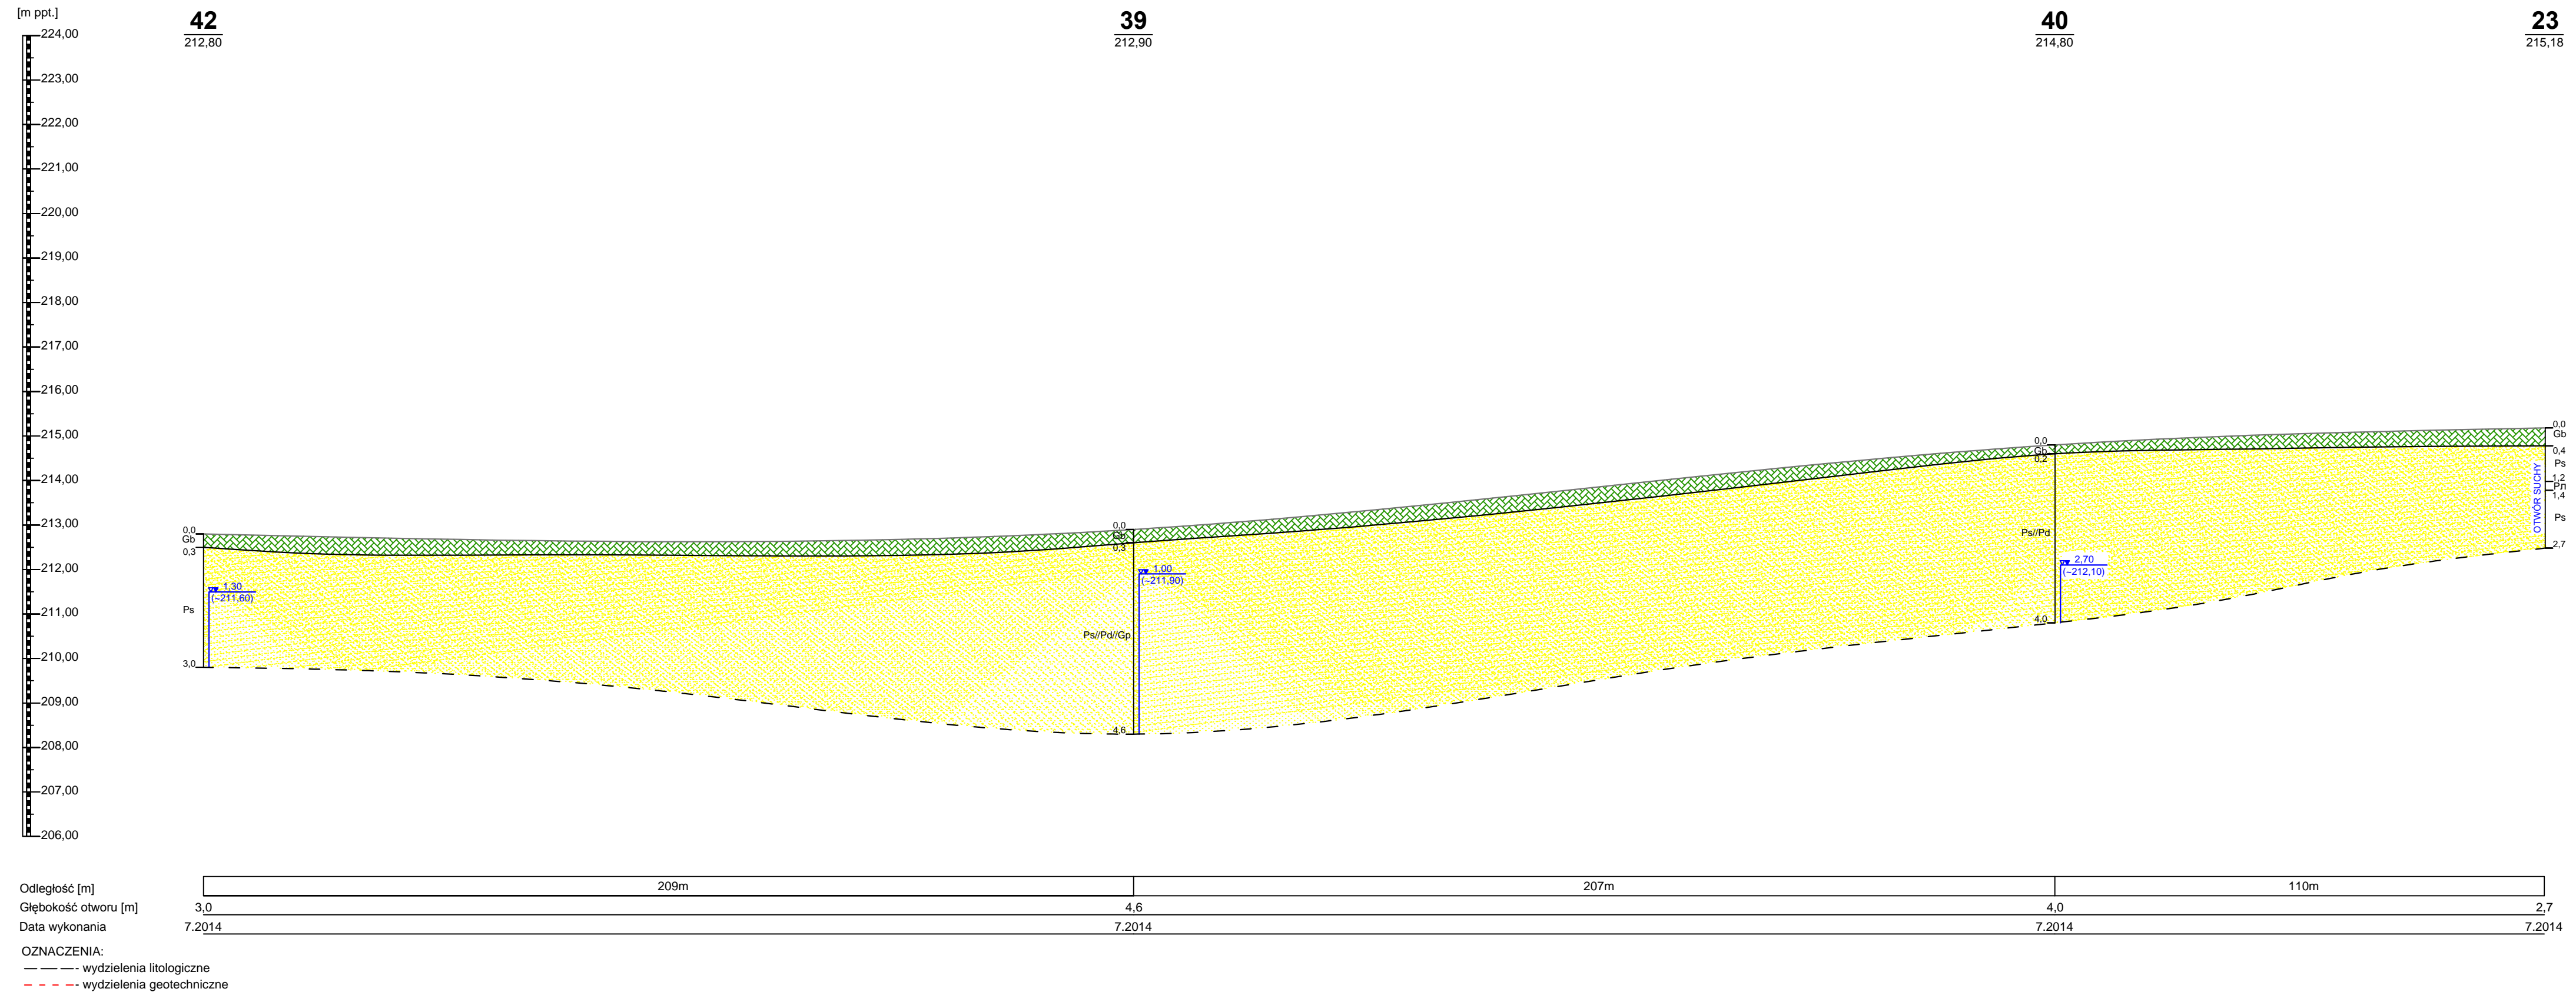 [m ppt.]
42
39
40
23
212,80
212,90
214,80
215,18
224,00
223,00
222,00
221,00
220,00
219,00
218,00
217,00
216,00
215,00
214,00
213,00
212,00
211,00
210,00
209,00
208,00
207,00
206,00
0,0
Gb
0,3
1,30
(~211,60)
Ps
3,0
0,0
Gb
0,3
1,00
(~211,90)
Ps//Pd//Gp
4,6
0,0
Gb
0,2
Ps//Pd
2,70
(~212,10)
4,0
0,0
Gb
0,4
Ps
1,2
1,4
Ps
2,7
OTWÓR SUCHY
Odległość [m]
209m
207m
110m
Głębokość otworu [m]
3,0
4,6
4,0
2,7
Data wykonania
7.2014
7.2014
7.2014
7.2014
OZNACZENIA:
- wydzielenia litologiczne
- wydzielenia geotechniczne